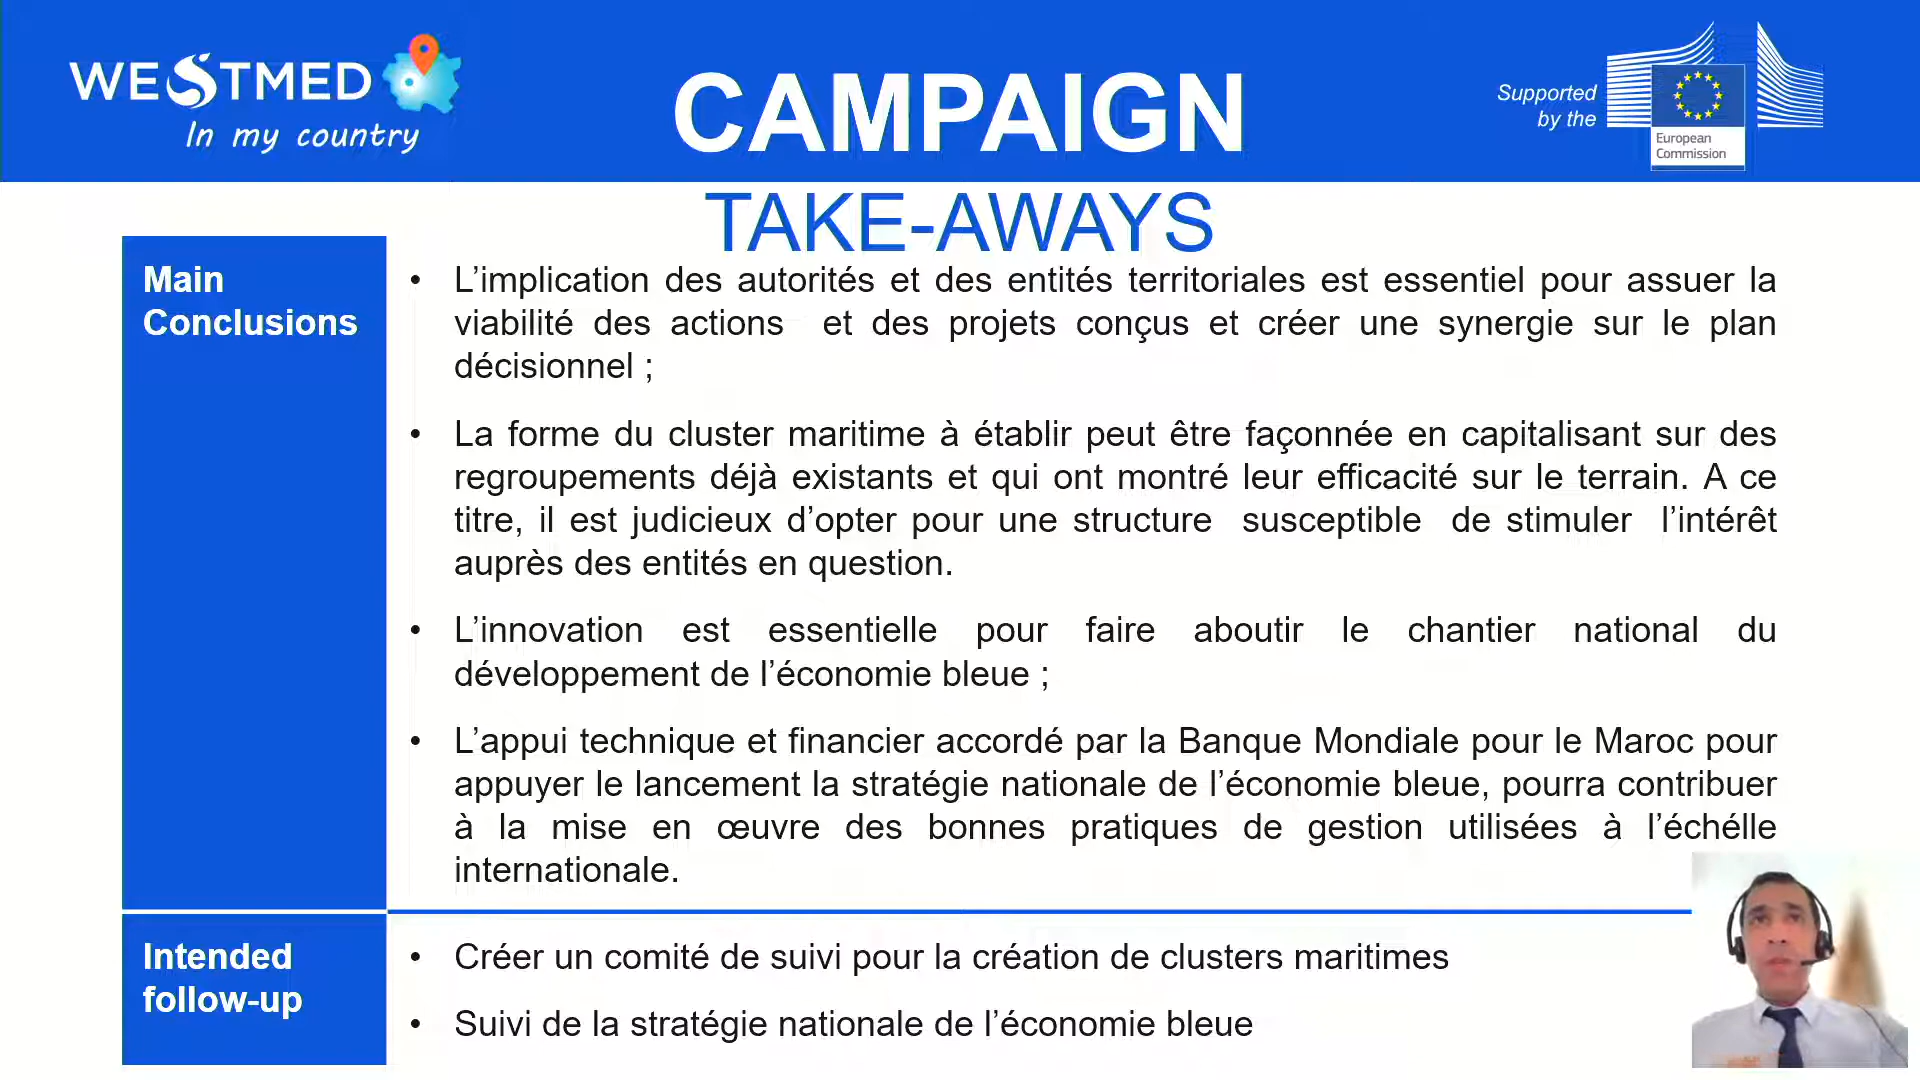 WESTMED
In my country
CAMPAIGN
Supported
by the
European
Commission
TAKE-AWAYS
Main
Conclusions
• L’implication des autorités et des entités territoriales est essentiel pour assuer la
viabilité des actions et des projets conçus et créer une synergie sur le plan
décisionnel ;
• La forme du cluster maritime à établir peut être façonnée en capitalisant sur des
regroupements déjà existants et qui ont montré leur efficacité sur le terrain. A ce
titre, il est judicieux d’opter pour une structure susceptible de stimuler l’intérêt
auprès des entités en question.
• L’innovation est essentielle pour faire aboutir le chantier national du
développement de l’économie bleue ;
• L’appui technique et financier accordé par la Banque Mondiale pour le Maroc pour
appuyer le lancement la stratégie nationale de l’économie bleue, pourra contribuer
à la mise en œuvre des bonnes pratiques de gestion utilisées à l’échélle
internationale.
Intended
follow-up
• Créer un comité de suivi pour la création de clusters maritimes
• Suivi de la stratégie nationale de l’économie bleue